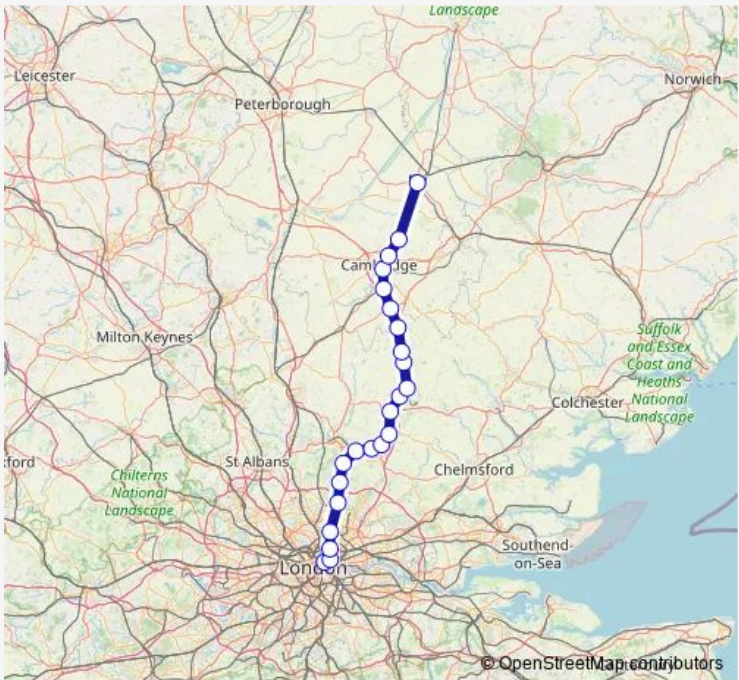 Landscape
Leicester
Norwich
Peterborough
Cambridge
Milton Keynes
Suffolk
and Essex
Coast and
Heaths
National
Landscape
Colchester
St Albans
Chelmsford
xford
Chilterns
National
Landscape
Southend-
on-Sea
London
© OpenStreetMap contributors